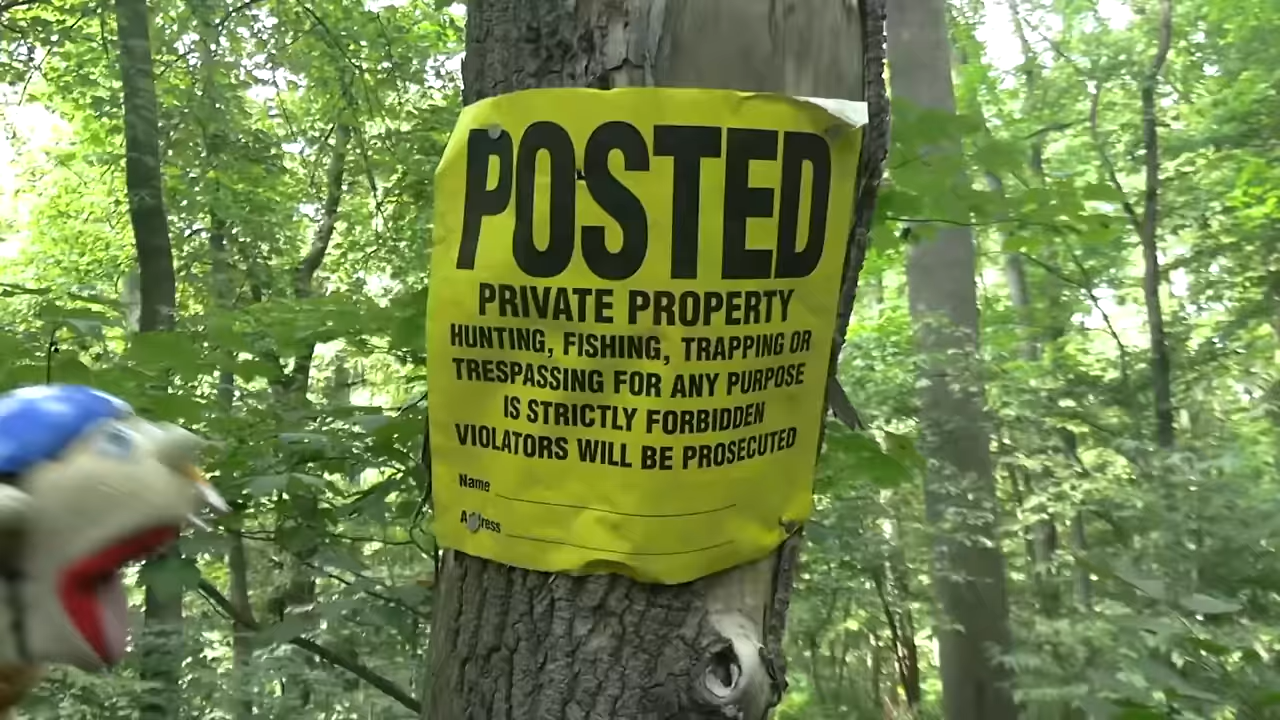 POSTED
PRIVATE PROPERTY
HUNTING, FISHING, TRAPPING OR
TRESPASSING FOR ANY PURPOSE
IS STRICTLY FORBIDDEN
VIOLATORS WILL BE PROSECUTED
Name
Address